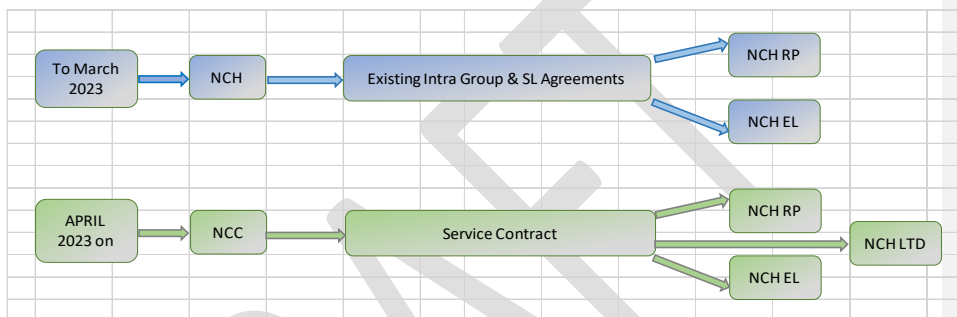 To March
2023
NCH
Existing Intra Group & SL Agreements
NCH RP
NCH EL
APRIL
2023 on
NCC
Service Contract
NCH RP
NCH LTD
NCH EL